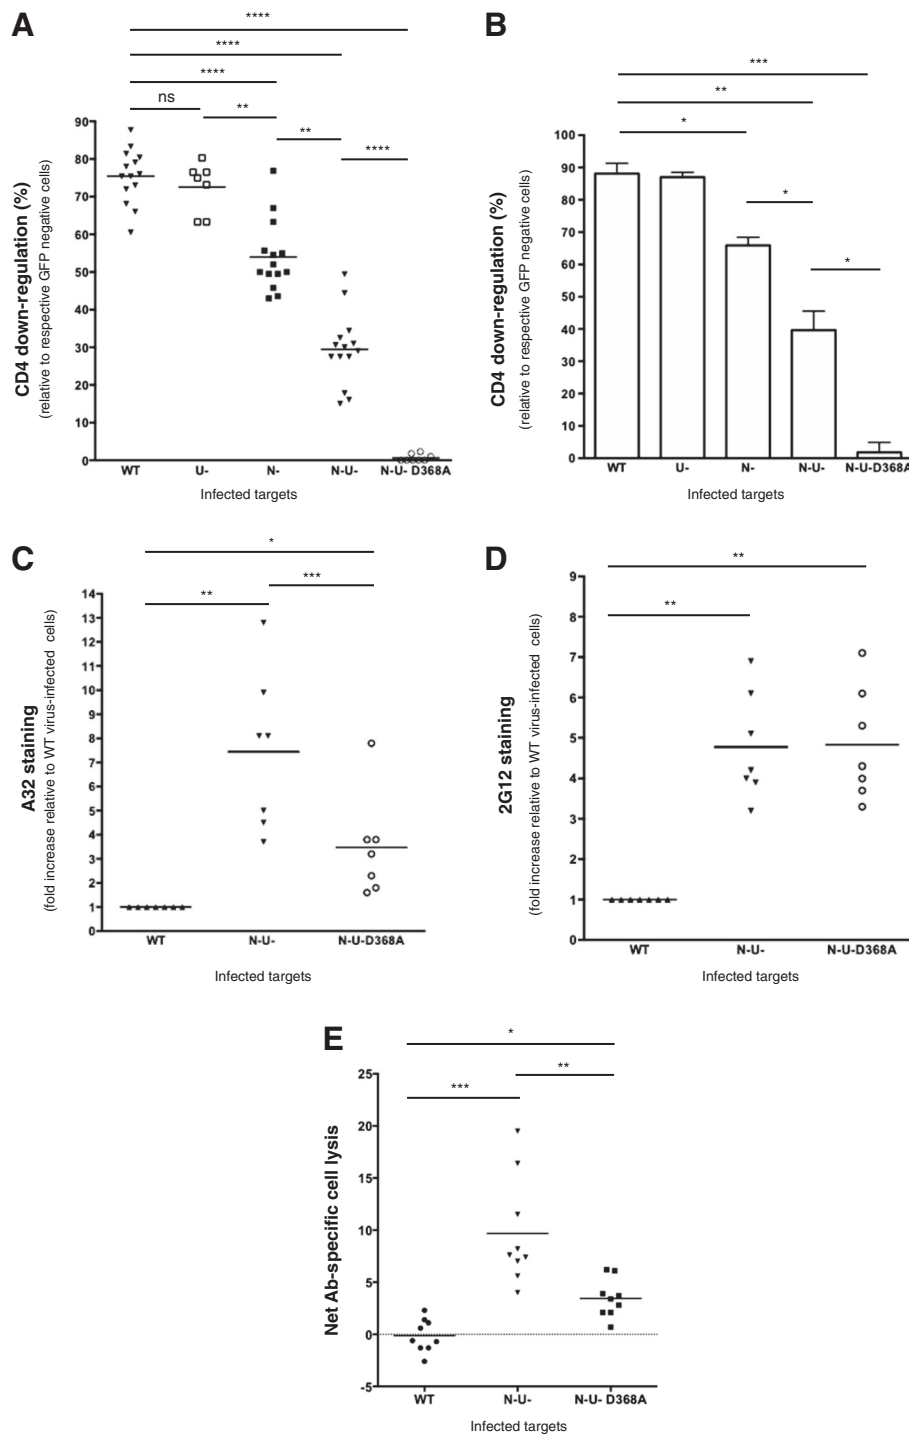 A
****
****
****
ns
**
**
****
90
80
70
60
50
40
30
20
10
0
CD4 down-regulation (%)
(relative to respective GFP negative cells)
WT U- N- N-U- N-U- D368A
Infected targets
B
***
**
*
*
*
100
90
80
70
60
50
40
30
20
10
0
CD4 down-regulation (%)
(relative to respective GFP negative cells)
WT U- N- N-U- N-U-D368A
Infected targets
C
*
***
**
14
13
12
11
10
9
8
7
6
5
4
3
2
1
0
A32 staining
(fold increase relative to WT virus-infected cells)
WT N-U- N-U-D368A
Infected targets
D
**
**
9
8
7
6
5
4
3
2
1
0
2G12 staining
(fold increase relative to WT virus-infected cells)
WT N-U- N-U-D368A
Infected targets
E
*
**
***
25
20
15
10
5
0
-5
Net Ab-specific cell lysis
WT N-U- N-U- D368A
Infected targets